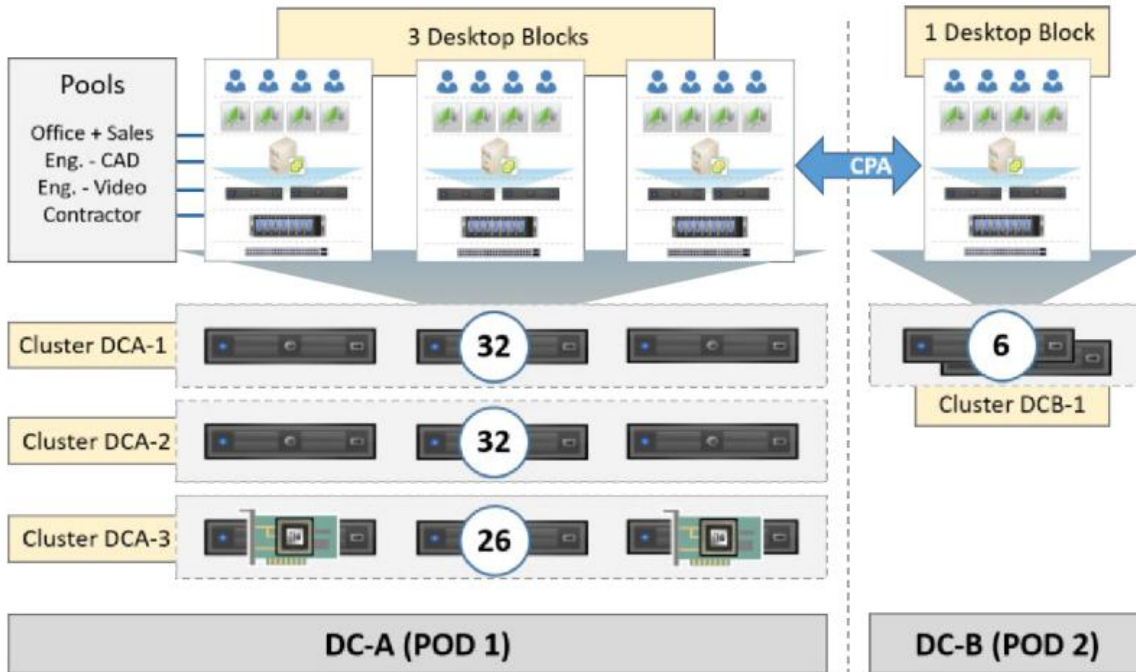 3 Desktop Blocks
1 Desktop Block
Pools
Office + Sales
Eng. - CAD
Eng. - Video
Contractor
CPA
Cluster DCA-1
32
6
Cluster DCB-1
Cluster DCA-2
32
Cluster DCA-3
26
DC-A (POD 1)
DC-B (POD 2)